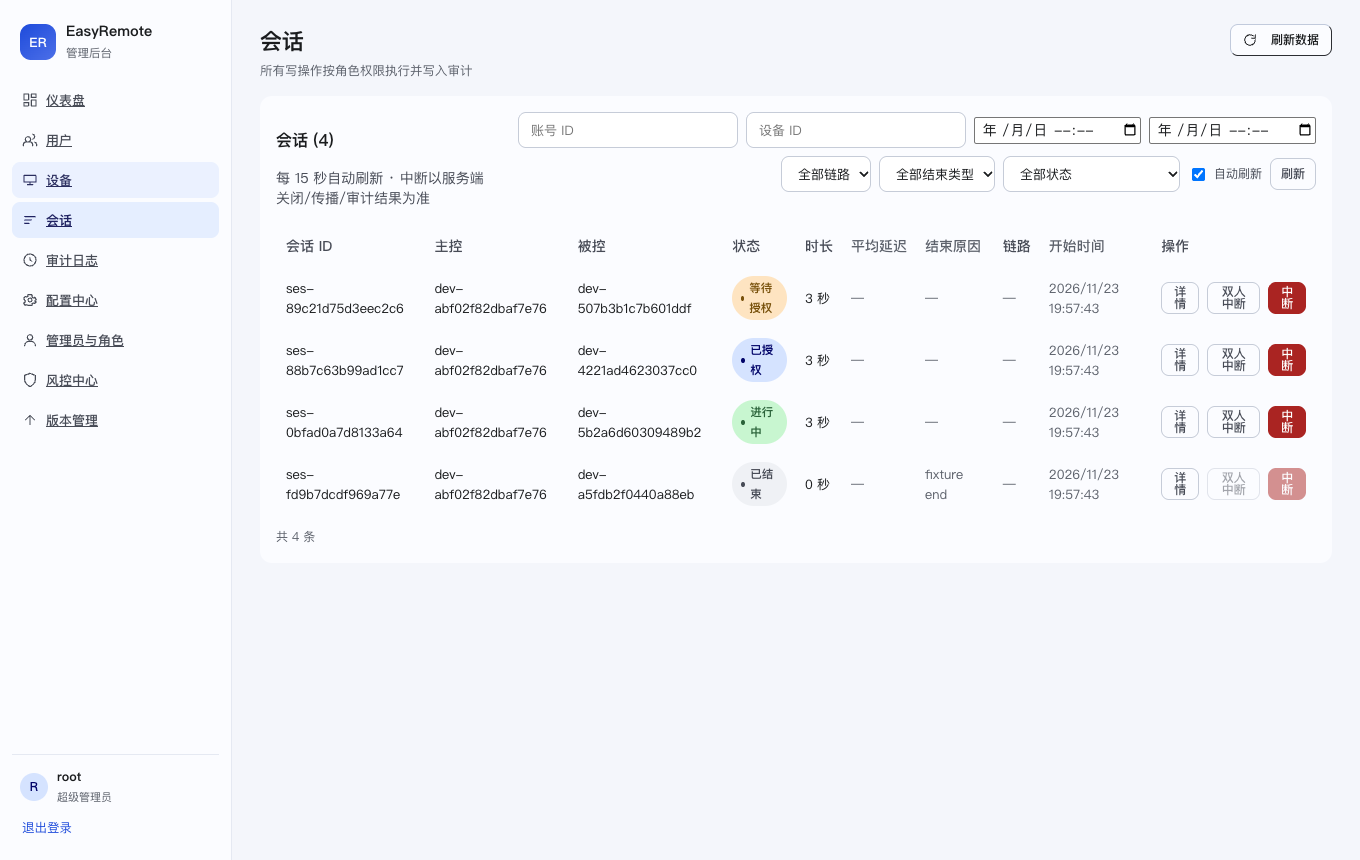 ER
EasyRemote
管理后台
仪表盘
用户
设备
会话
审计日志
配置中心
管理员与角色
风控中心
版本管理
R
root
超级管理员
退出登录
会话
所有写操作按角色权限执行并写入审计
刷新数据
会话 (4)
每 15 秒自动刷新 · 中断以服务端
关闭/传播/审计结果为准
账号 ID
设备 ID
年 /月/日 --:--
年 /月/日 --:--
全部链路
全部结束类型
全部状态
自动刷新
刷新
会话 ID 主控 被控 状态 时长 平均延迟 结束原因 链路 开始时间 操作
ses-
89c21d75d3eec2c6
dev-
abf02f82dbaf7e76
dev-
507b3b1c7b601ddf
等待
授权
3 秒
—
—
—
2026/11/23
19:57:43
详
情
双人
中断
中
断
ses-
88b7c63b99ad1cc7
dev-
abf02f82dbaf7e76
dev-
4221ad4623037cc0
已授
权
3 秒
—
—
—
2026/11/23
19:57:43
详
情
双人
中断
中
断
ses-
0bfad0a7d8133a64
dev-
abf02f82dbaf7e76
dev-
5b2a6d60309489b2
进行
中
3 秒
—
—
—
2026/11/23
19:57:43
详
情
双人
中断
中
断
ses-
fd9b7dcdf969a77e
dev-
abf02f82dbaf7e76
dev-
a5fdb2f0440a88eb
已结
束
0 秒
—
fixture
end
—
2026/11/23
19:57:43
详
情
双人
中断
中
断
共 4 条